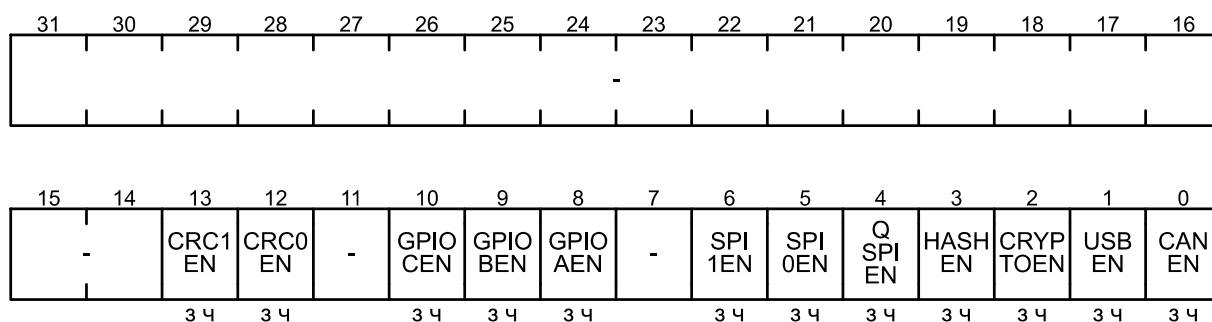 31 30 29 28 27 26 25 24 23 22 21 20 19 18 17 16
-
15 14 13 12 11 10 9 8 7 6 5 4 3 2 1 0
- CRC1 EN CRC0 EN - GPIO CEN GPIO BEN GPIO AEN - SPI 1EN SPI 0EN Q SPI EN HASH EN CRYP TOEN USB EN CAN EN
з ч з ч з ч з ч з ч з ч з ч з ч з ч з ч з ч з ч